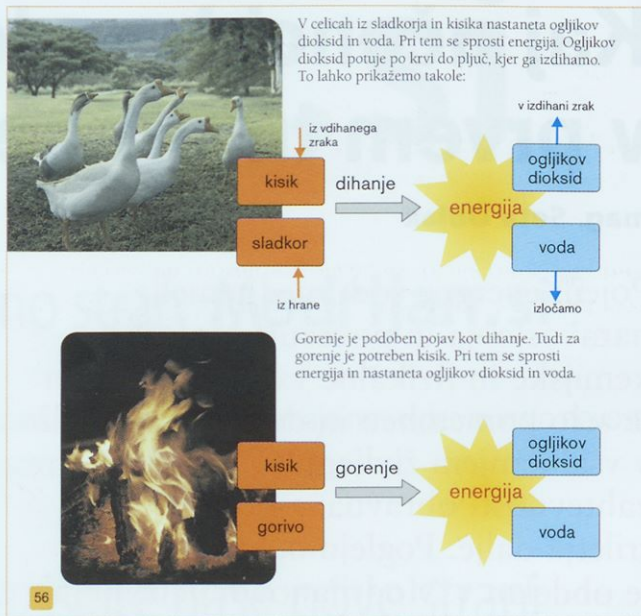 V celicah iz sladkorja in kisika nastaneta ogljikov
dioksid in voda. Pri tem se sprosti energija. Ogljikov
dioksid potuje po krvi do pljuč, kjer ga izdihamo.
To lahko prikažemo takole:
iz vdihanega
zraka
kisik
sladkor
iz hrane
dihanje
energija
v izdihani zrak
ogljikov
dioksid
voda
izločamo
Gorenje je podoben pojav kot dihanje. Tudi za
gorenje je potreben kisik. Pri tem se sprosti
energija in nastaneta ogljikov dioksid in voda.
kisik
gorivo
gorenje
energija
ogljikov
dioksid
voda
56